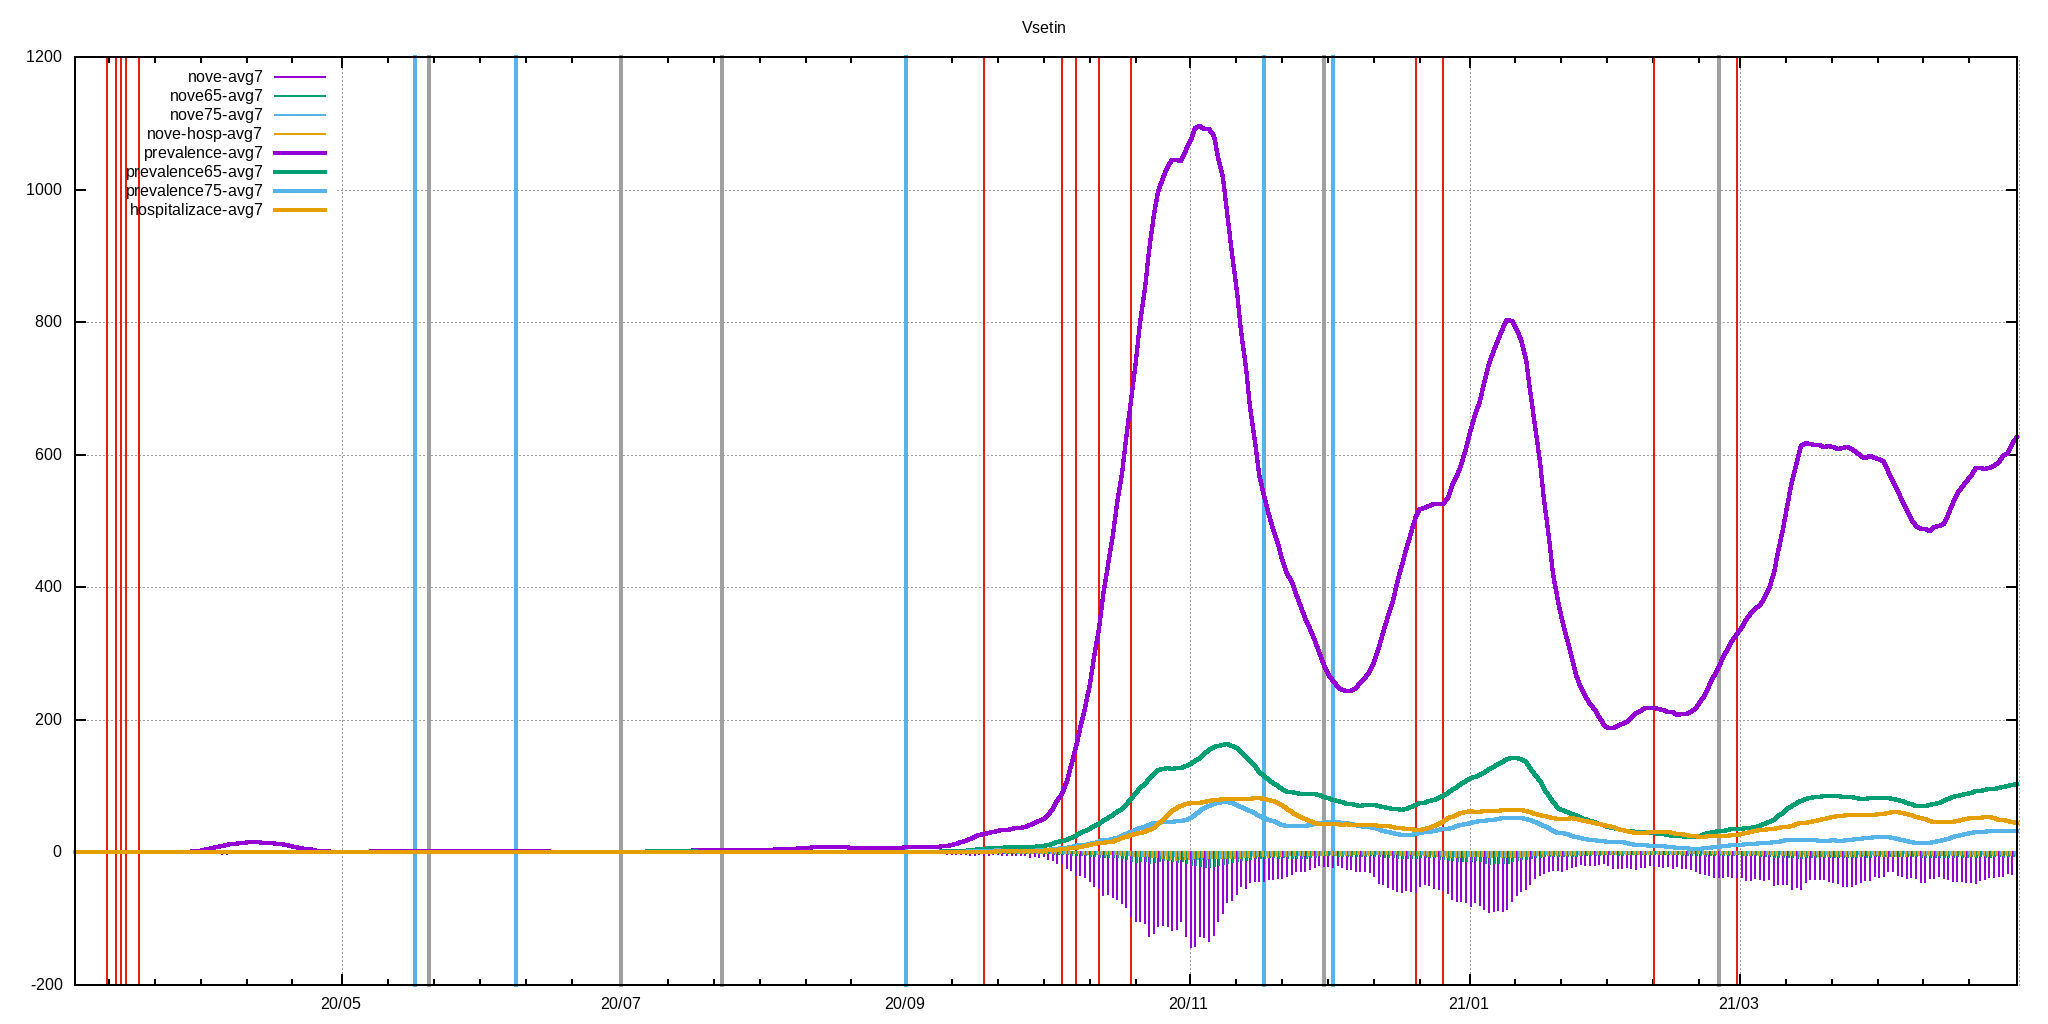 Vsetin
1200
1000
800
600
400
200
0
-200
nove-avg7
nove65-avg7
nove75-avg7
nove-hosp-avg7
prevalence-avg7
prevalence65-avg7
prevalence75-avg7
hospitalizace-avg7
20/05 20/07 20/09 20/11 21/01 21/03